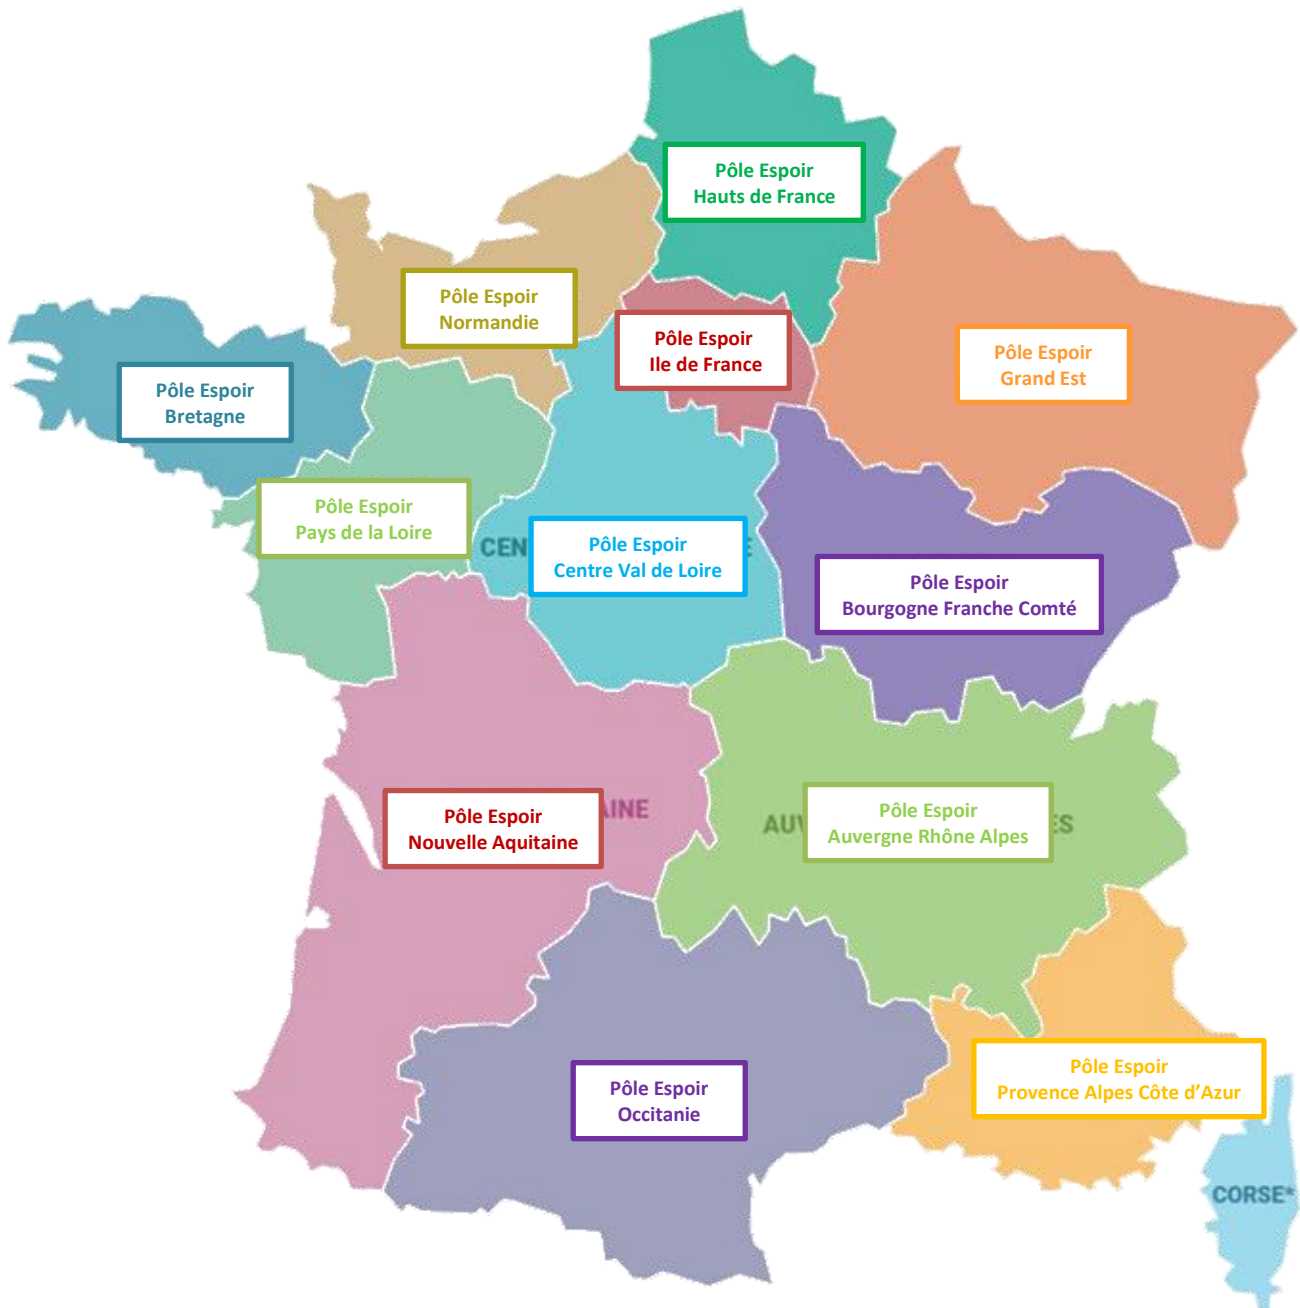 Pôle Espoir
Hauts de France
Pôle Espoir
Normandie
Pôle Espoir
Ile de France
Pôle Espoir
Grand Est
Pôle Espoir
Bretagne
Pôle Espoir
Pays de la Loire
CEN
Pôle Espoir
Centre Val de Loire
E
Pôle Espoir
Bourgogne Franche Comté
Pôle Espoir
Nouvelle Aquitaine
AINE
AUV
Pôle Espoir
Auvergne Rhône Alpes
ES
Pôle Espoir
Occitanie
Pôle Espoir
Provence Alpes Côte d’Azur
CORSE*